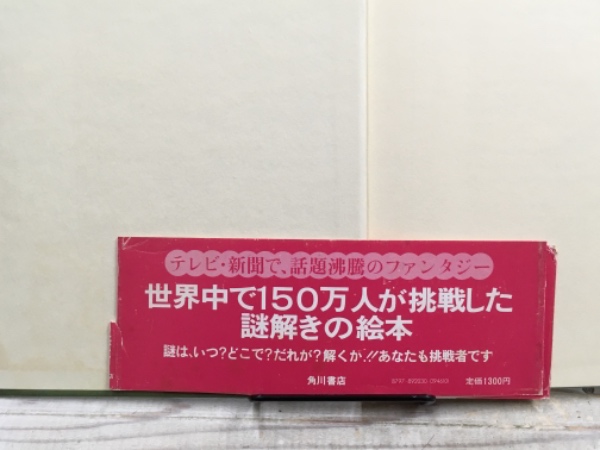 テレビ・新聞で、話題沸騰のファンタジー
世界中で150万人が挑戦した
謎解きの絵本
謎は、いつ?どこで?だれが?解くか!!あなたも挑戦者です
角川書店
定価1300円